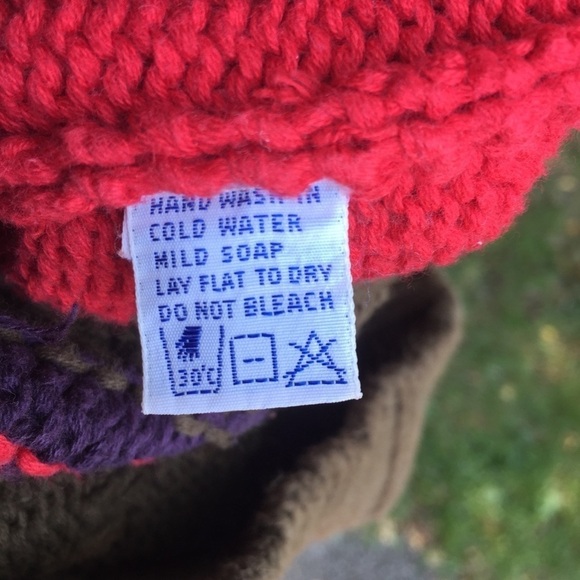 HAND WASH IN
COLD WATER
MILD SOAP
LAY FLAT TO DRY
DO NOT BLEACH
30°C